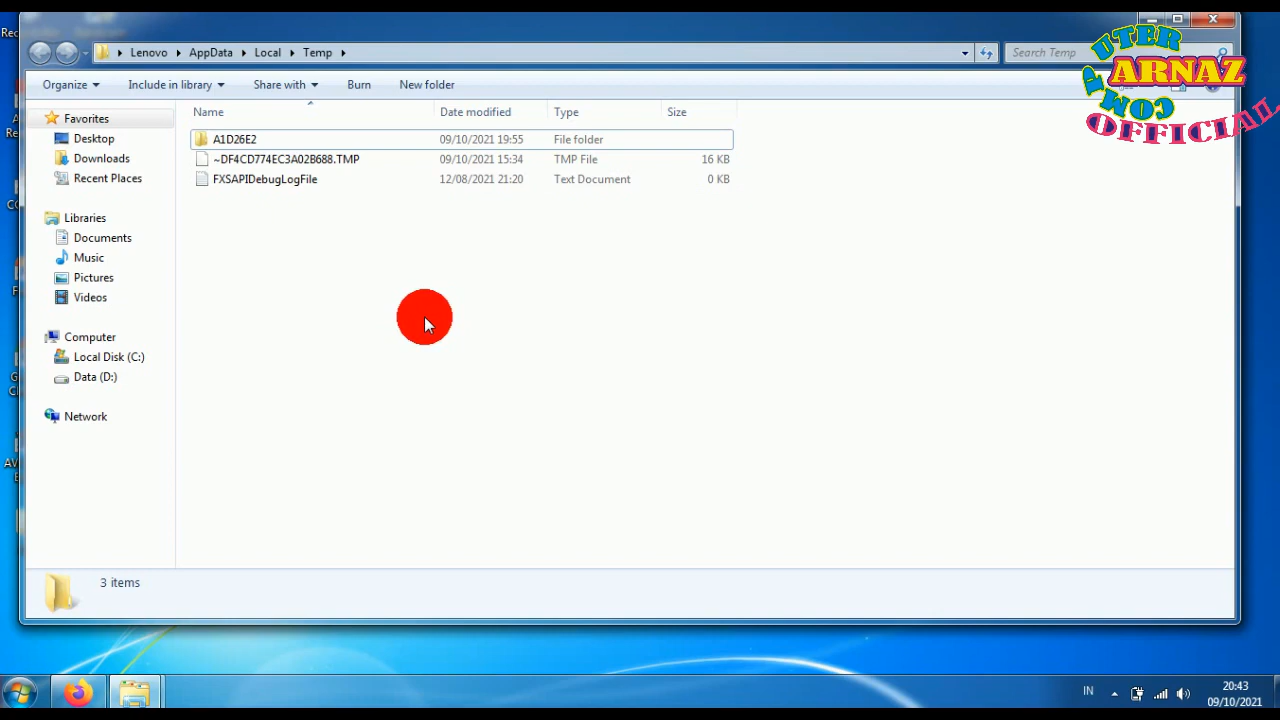 Lenovo AppData Local Temp
Search Temp
Organize Include in library Share with Burn New folder
Name Date modified Type Size
Favorites
Desktop
Downloads
Recent Places
Libraries
Documents
Music
Pictures
Videos
Computer
Local Disk (C:)
Data (D:)
Network
A1D26E2 09/10/2021 19:55 File folder
~DF4CD774EC3A02B688.TMP 09/10/2021 15:34 TMP File 16 KB
FXSAPIDebugLogFile 12/08/2021 21:20 Text Document 0 KB
3 items
ARNAZ
OFFICIAL
IN
20:43
09/10/2021